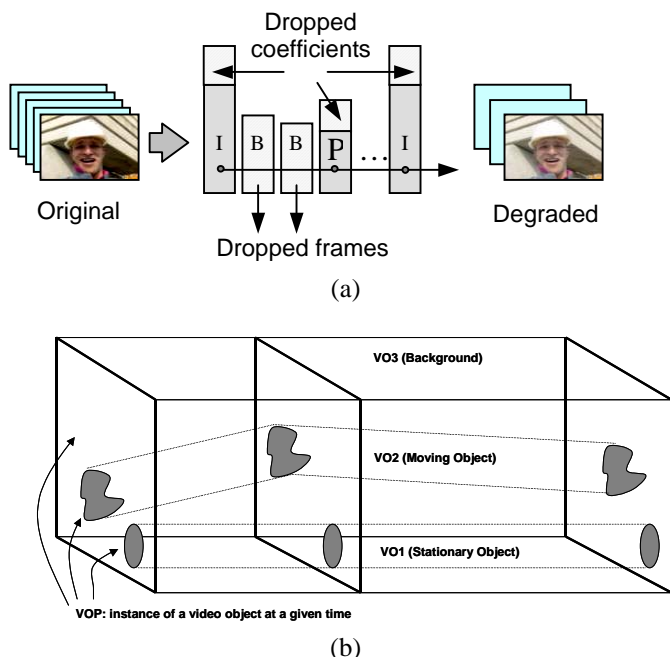 Dropped
coefficients
I
B
B
P
...
I
Original
Degraded
Dropped frames
(a)
VO3 (Background)
VO2 (Moving Object)
VO1 (Stationary Object)
VOP: instance of a video object at a given time
(b)